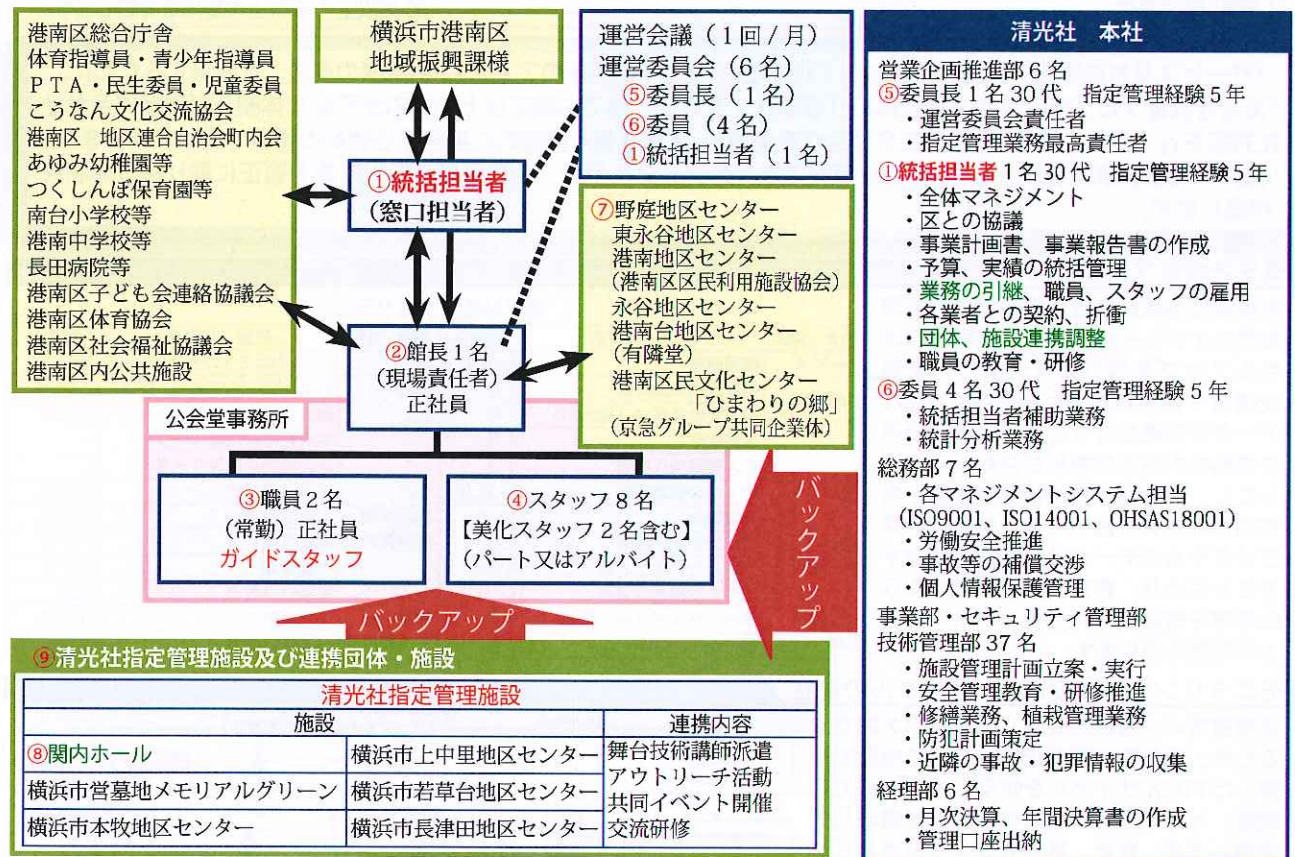 港南区総合庁舎
体育指導員・青少年指導員
ＰＴＡ・民生委員・児童委員
こうなん文化交流協会
港南区　地区連合自治会町内会
あゆみ幼稚園等
つくしんぼ保育園等
南台小学校等
港南中学校等
長田病院等
港南区子ども会連絡協議会
港南区体育協会
港南区社会福祉協議会
港南区内公共施設
横浜市港南区
地域振興課様
①統括担当者
（窓口担当者）
運営会議（１回 / 月）
運営委員会（６名）
⑤委員長（１名）
⑥委員（４名）
①統括担当者（１名）
②館長１名
（現場責任者）
正社員
⑦野庭地区センター
東永谷地区センター
港南地区センター
（港南区区民利用施設協会）
永谷地区センター
港南台地区センター
（有隣堂）
港南区民文化センター
「ひまわりの郷」
（京急グループ共同企業体）
公会堂事務所
③職員２名
（常勤）正社員
ガイドスタッフ
④スタッフ８名
【美化スタッフ２名含む】
（パート又はアルバイト）
バックアップ
バックアップ
⑨清光社指定管理施設及び連携団体・施設
清光社指定管理施設
施設　連携内容
⑧関内ホール　横浜市上中里地区センター
横浜市営墓地メモリアルグリーン　横浜市若草台地区センター
横浜市本牧地区センター　横浜市長津田地区センター
舞台技術講師派遣
アウトリーチ活動
共同イベント開催
交流研修
清光社　本社
営業企画推進部６名
⑤委員長１名 30 代　指定管理経験５年
・運営委員会責任者
・指定管理業務最高責任者
①統括担当者１名 30 代　指定管理経験５年
・全体マネジメント
・区との協議
・事業計画書、事業報告書の作成
・予算、実績の統括管理
・業務の引継、職員、スタッフの雇用
・各業者との契約、折衝
・団体、施設連携調整
・職員の教育・研修
⑥委員４名 30 代　指定管理経験５年
・統括担当者補助業務
・統計分析業務
総務部７名
・各マネジメントシステム担当
（ISO9001、ISO14001、OHSAS18001）
・労働安全推進
・事故等の補償交渉
・個人情報保護管理
事業部・セキュリティ管理部
技術管理部 37 名
・施設管理計画立案・実行
・安全管理教育・研修推進
・修繕業務、植栽管理業務
・防犯計画策定
・近隣の事故・犯罪情報の収集
経理部６名
・月次決算、年間決算書の作成
・管理口座出納